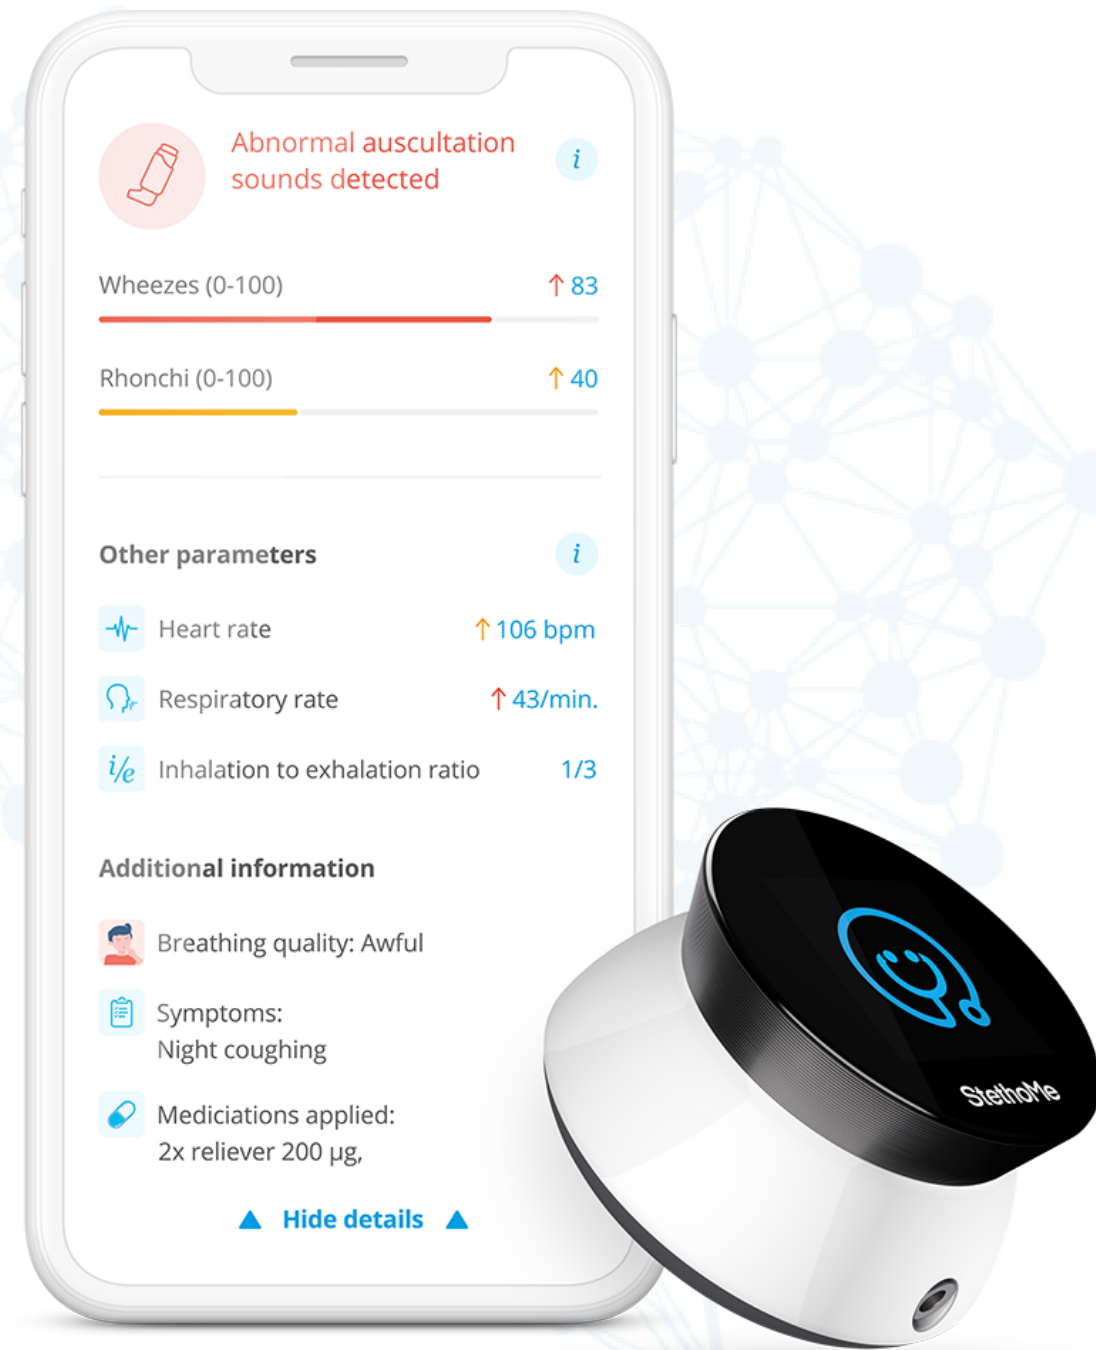 Abnormal auscultation
sounds detected
i
Wheezes (0-100) ↑ 83
Rhonchi (0-100) ↑ 40
Other parameters i
Heart rate ↑ 106 bpm
Respiratory rate ↑ 43/min.
i/e Inhalation to exhalation ratio 1/3
Additional information
Breathing quality: Awful
Symptoms:
Night coughing
Mediciations applied:
2x reliever 200 µg,
▲ Hide details ▲
StethoMe